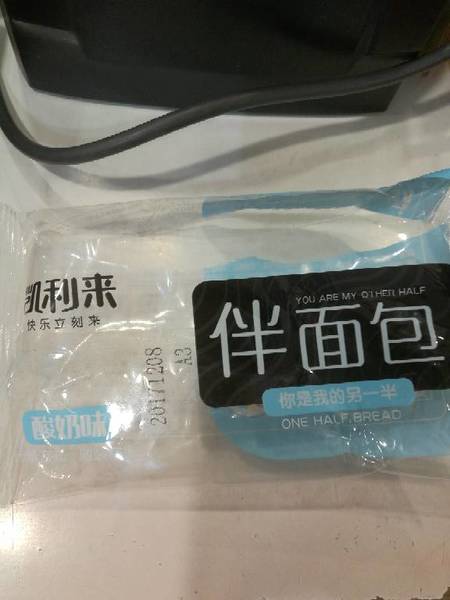 凯利来
快乐立刻来
酸奶味
20171208
A3
YOU ARE MY OTHER HALF
伴面包
你是我的另一半
ONE HALF.BREAD